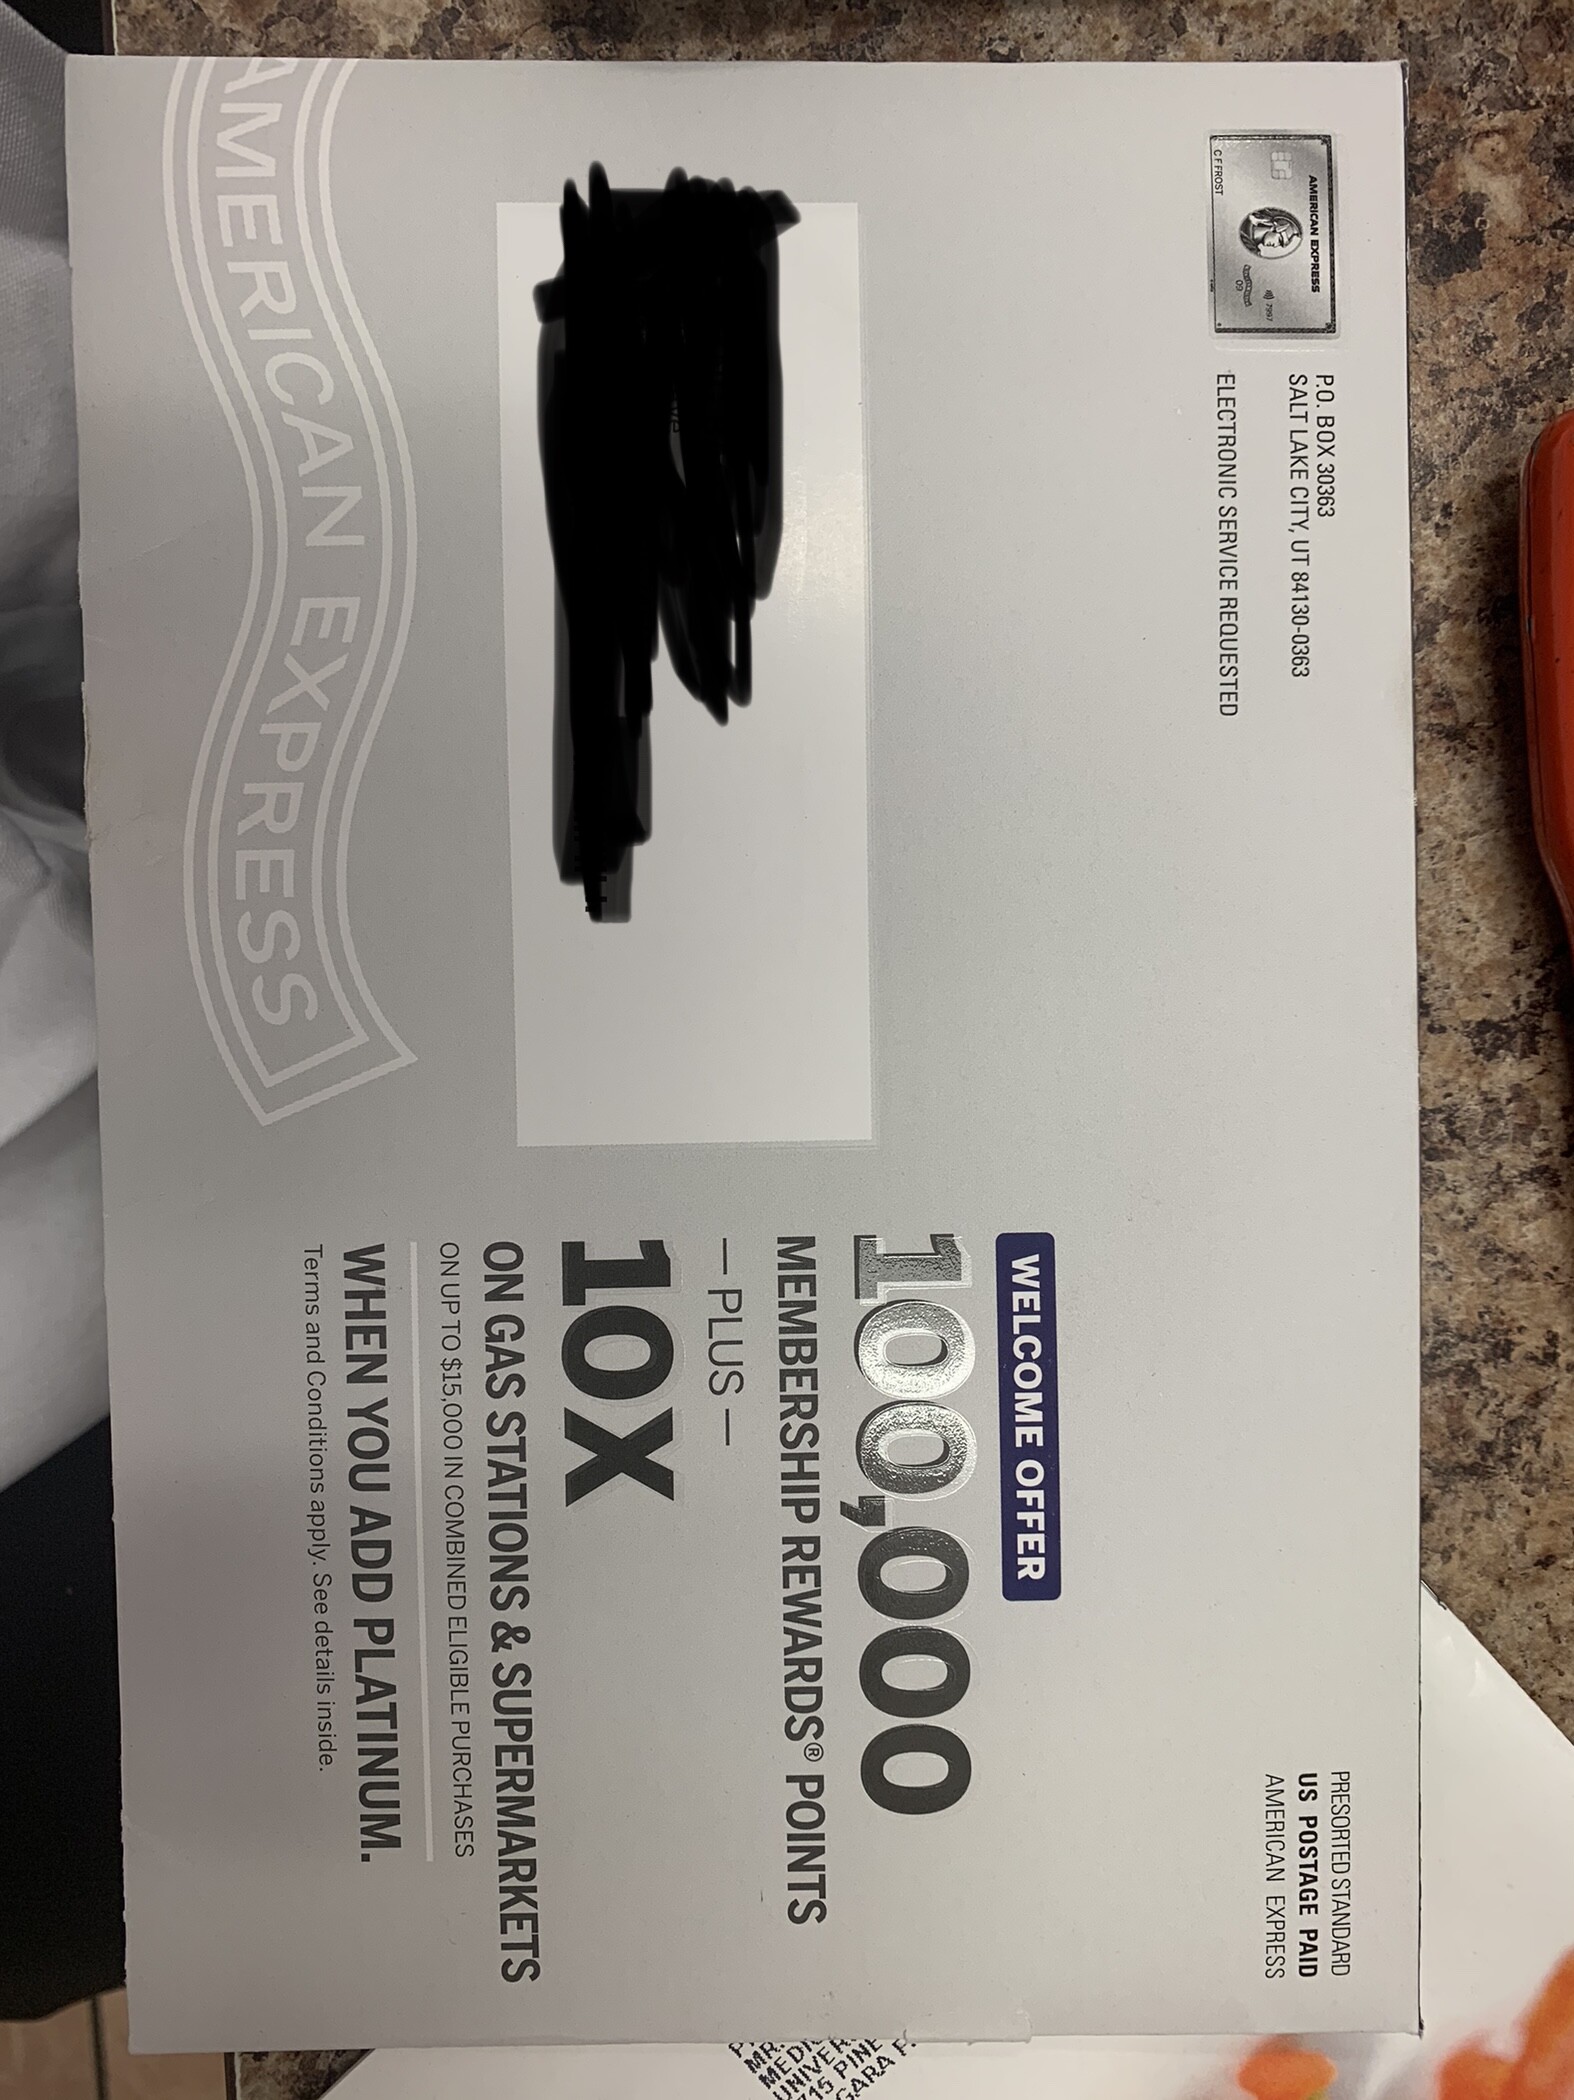 AMERICAN EXPRESS
7997
09
C F FROST
P.O. BOX 30363
SALT LAKE CITY, UT 84130-0363
ELECTRONIC SERVICE REQUESTED
PRESORTED STANDARD
US POSTAGE PAID
AMERICAN EXPRESS
WELCOME OFFER
100,000
MEMBERSHIP REWARDS® POINTS
— PLUS —
10X
ON GAS STATIONS & SUPERMARKETS
ON UP TO $15,000 IN COMBINED ELIGIBLE PURCHASES
WHEN YOU ADD PLATINUM.
Terms and Conditions apply. See details inside.
AMERICAN EXPRESS